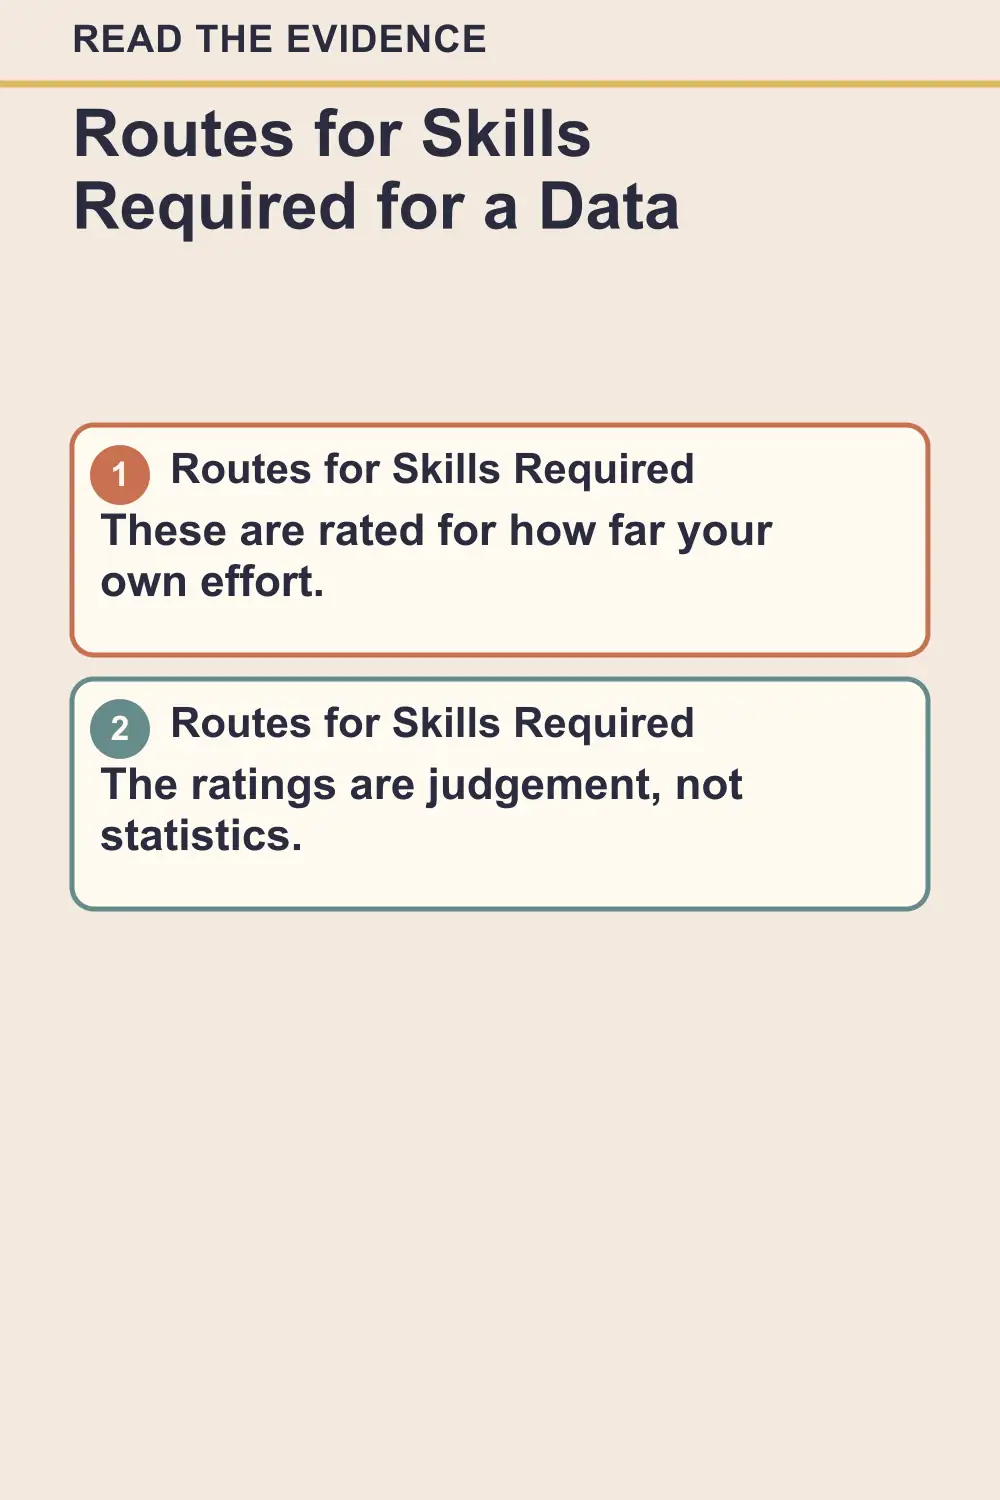 READ THE EVIDENCE
Routes for Skills
Required for a Data
1 Routes for Skills Required
These are rated for how far your
own effort.
2 Routes for Skills Required
The ratings are judgement, not
statistics.